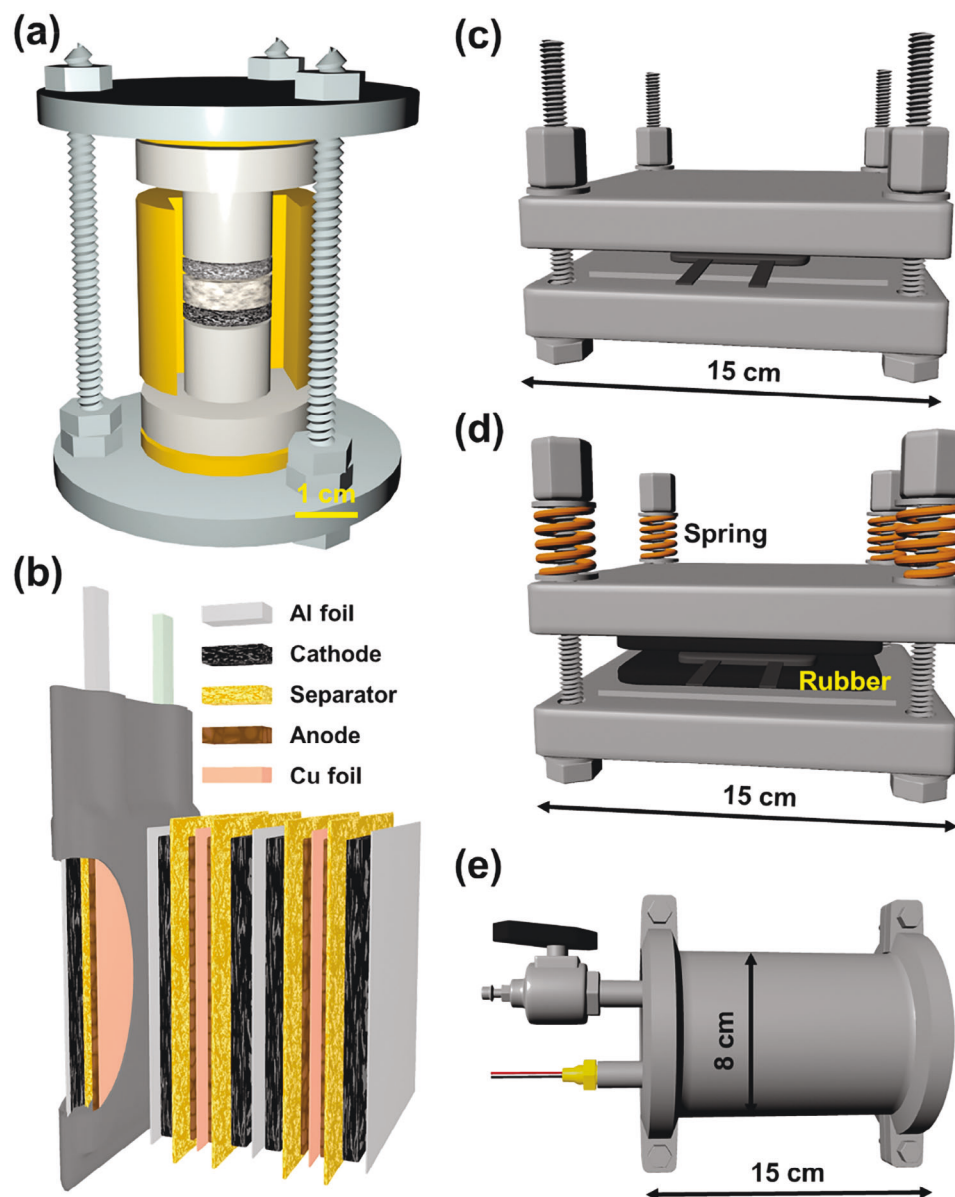 (a)
1 cm
(b)
Al foil
Cathode
Separator
Anode
Cu foil
(c)
15 cm
(d)
Spring
Rubber
15 cm
(e)
8 cm
15 cm